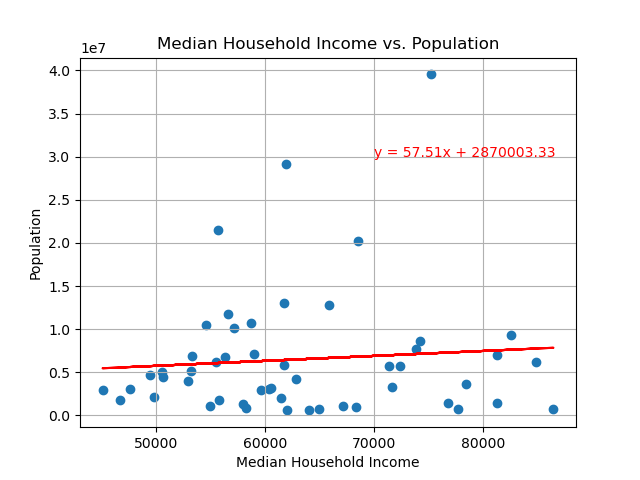 Median Household Income vs. Population
1e7
4.0
3.5
3.0
2.5
2.0
1.5
1.0
0.5
0.0
y = 57.51x + 2870003.33
Population
50000 60000 70000 80000
Median Household Income